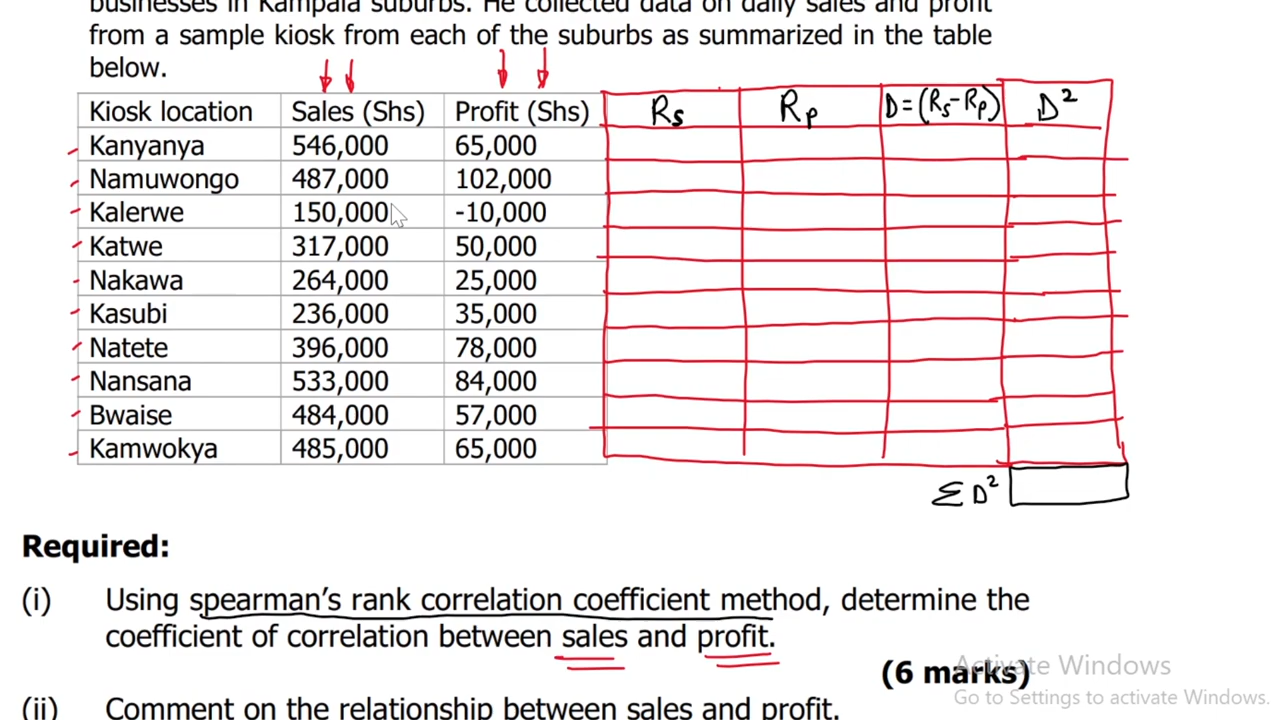 businesses in Kampala suburbs. He collected data on daily sales and profit
from a sample kiosk from each of the suburbs as summarized in the table
below.
Kiosk location Sales (Shs) Profit (Shs) Rs Rp D = (Rs - Rp) D²
Kanyanya 546,000 65,000
Namuwongo 487,000 102,000
Kalerwe 150,000 -10,000
Katwe 317,000 50,000
Nakawa 264,000 25,000
Kasubi 236,000 35,000
Natete 396,000 78,000
Nansana 533,000 84,000
Bwaise 484,000 57,000
Kamwokya 485,000 65,000
Σ D²
Required:
(i) Using spearman's rank correlation coefficient method, determine the
coefficient of correlation between sales and profit.
(6 marks)
Activate Windows
Go to Settings to activate Windows.
(ii) Comment on the relationship between sales and profit.